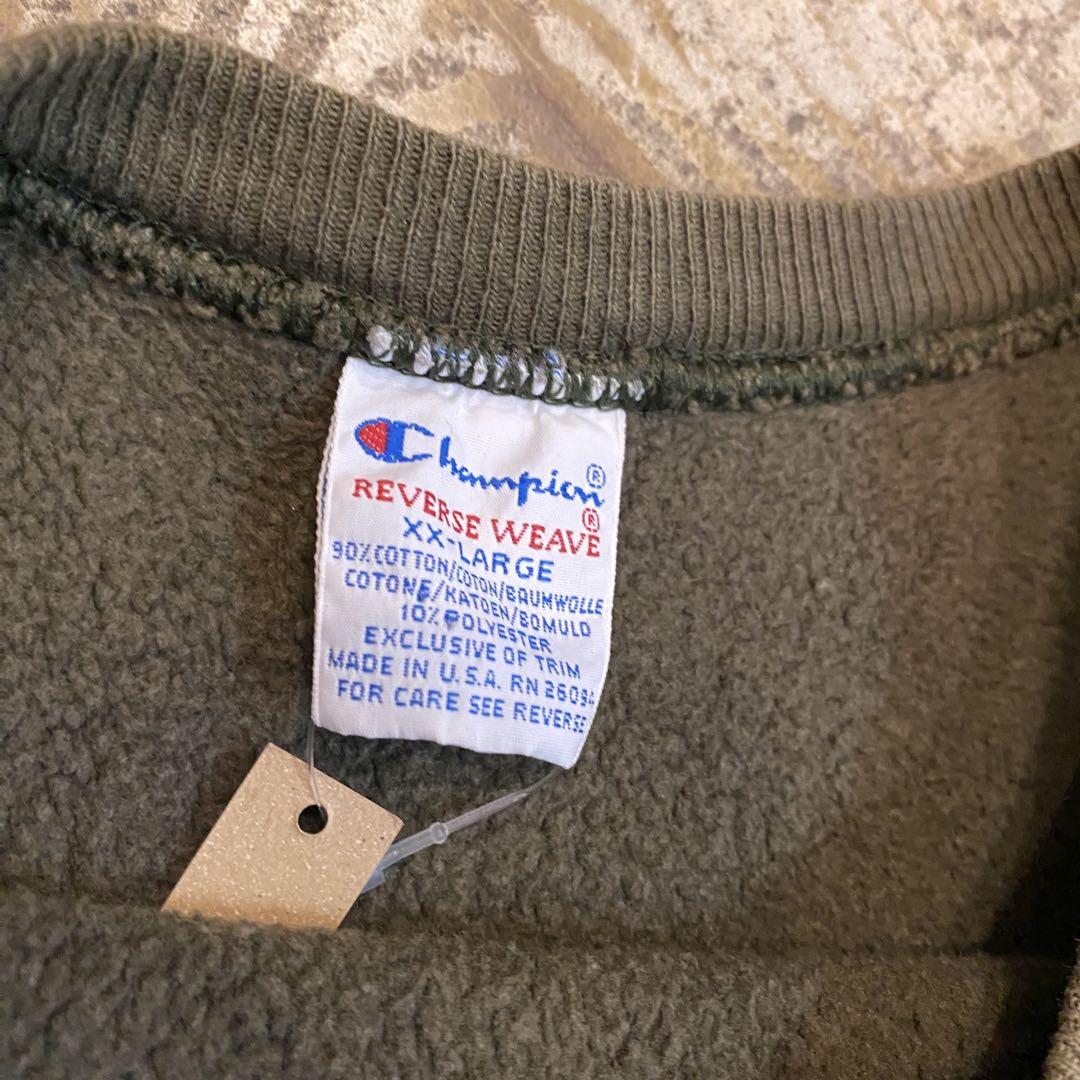 Champion®
REVERSE WEAVE®
XX-LARGE
90% COTTON/COTON/BAUMWOLLE
COTONE/KATOEN/BOMULD
10% POLYESTER
EXCLUSIVE OF TRIM
MADE IN U.S.A. RN 26094
FOR CARE SEE REVERSE